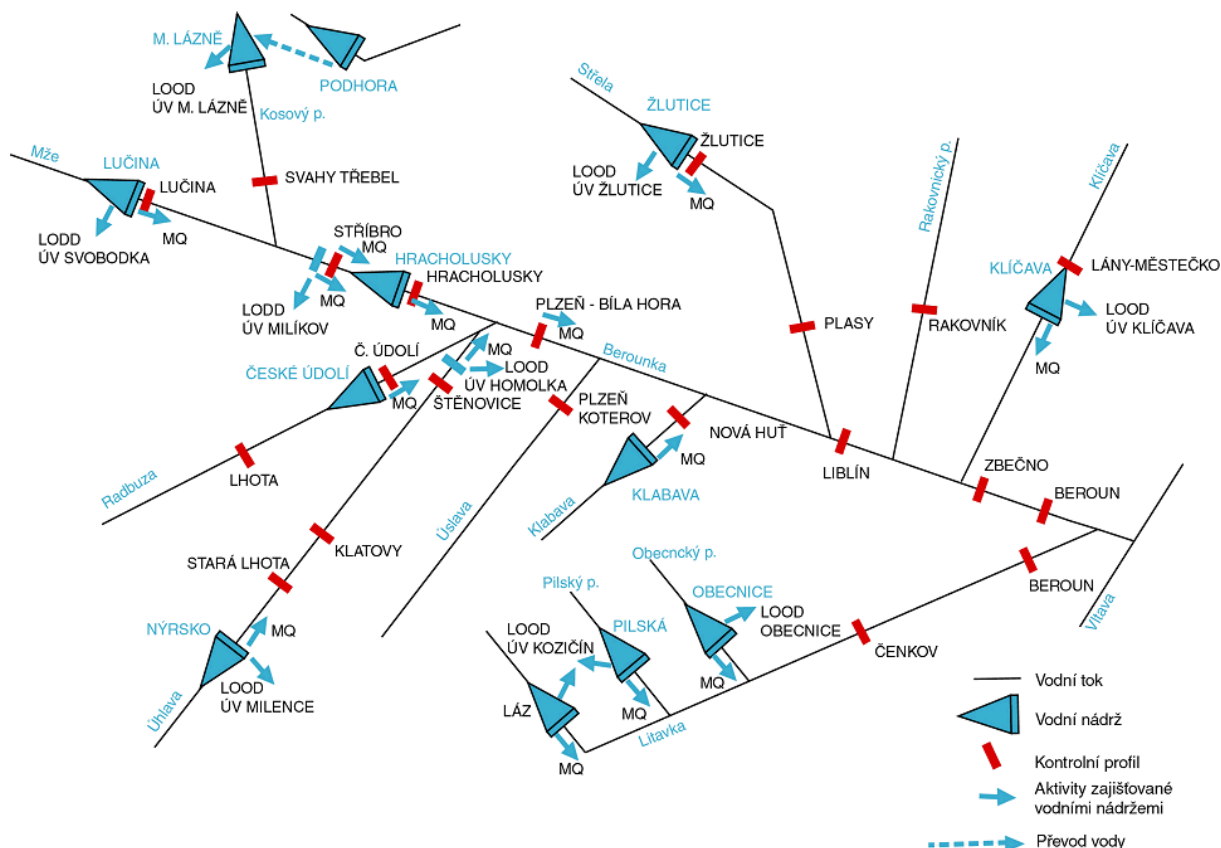 M. LÁZNĚ
LOOD
ÚV M. LÁZNĚ
PODHORA
Kosový p.
Mže
LUČINA
LUČINA
MQ
LODD
ÚV SVOBODKA
SVAHY TŘEBEL
STŘÍBRO
MQ
HRACHOLUSKY
HRACHOLUSKY
MQ
MQ
LODD
ÚV MILÍKOV
Střela
ŽLUTICE
ŽLUTICE
LOOD
ÚV ŽLUTICE
MQ
PLASY
Rakovnický p.
RAKOVNÍK
Klíčava
KLÍČAVA
LÁNY-MĚSTEČKO
LOOD
ÚV KLÍČAVA
MQ
PLZEŇ - BÍLA HORA
MQ
Berounka
Č. ÚDOLÍ
ČESKÉ ÚDOLÍ
MQ
MQ
LOOD
ÚV HOMOLKA
ŠTĚNOVICE
PLZEŇ
KOTEROV
NOVÁ HUŤ
MQ
KLABAVA
Klabava
LIBLÍN
ZBEČNO
BEROUN
BEROUN
Vltava
LHOTA
Radbuza
Úslava
KLATOVY
STARÁ LHOTA
NÝRSKO
MQ
LOOD
ÚV MILENCE
Úhlava
Obecncký p.
Pilský p.
OBECNICE
LOOD
OBECNICE
MQ
PILSKÁ
LOOD
ÚV KOZIČÍN
MQ
LÁZ
MQ
Litavka
ČENKOV
Vodní tok
Vodní nádrž
Kontrolní profil
Aktivity zajišťované
vodními nádržemi
Převod vody